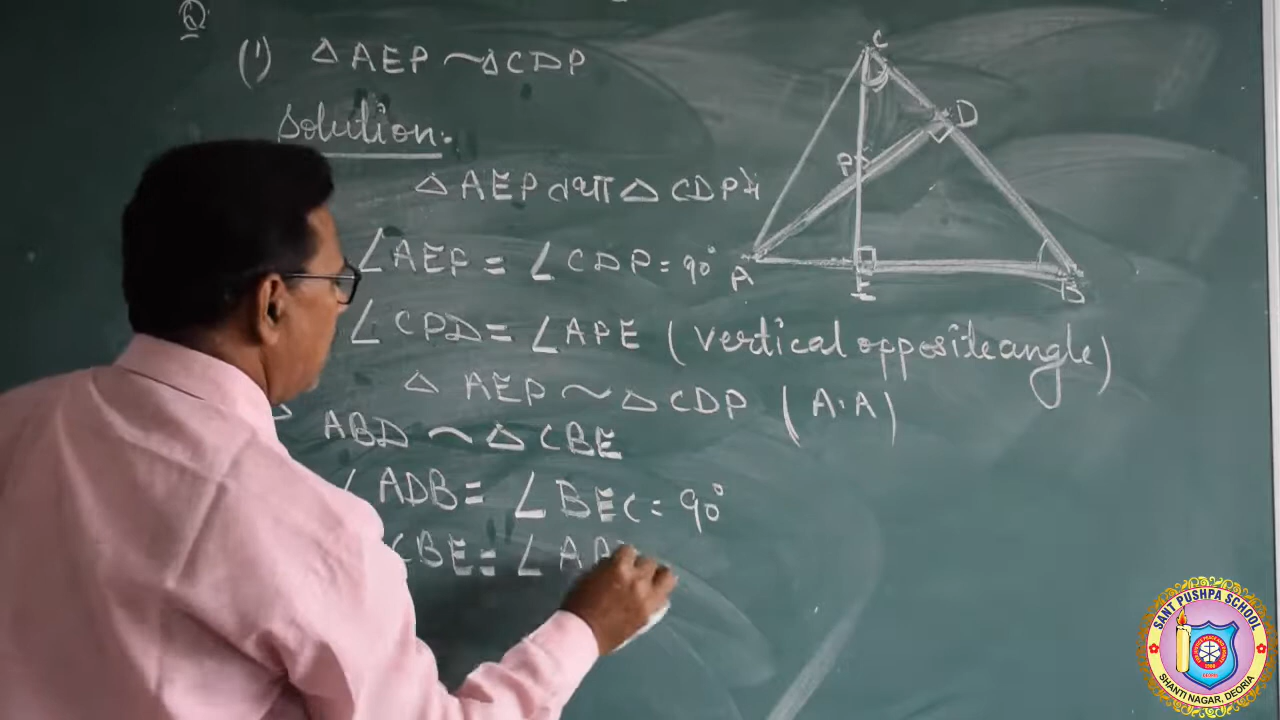 Q
(1) △AEP ~ △CDP
Solution.
△AEP तथा △CDP में
∠AEP = ∠CDP = 90°
∠CPD = ∠APE (vertical opposite angle)
△AEP ~ △CDP (A.A)
ABD ~ △CBE
∠ADB = ∠BEC = 90°
CBE = ∠A
C
D
P
A
E
B
SANT PUSHPA SCHOOL
SHANTI NAGAR, DEORIA